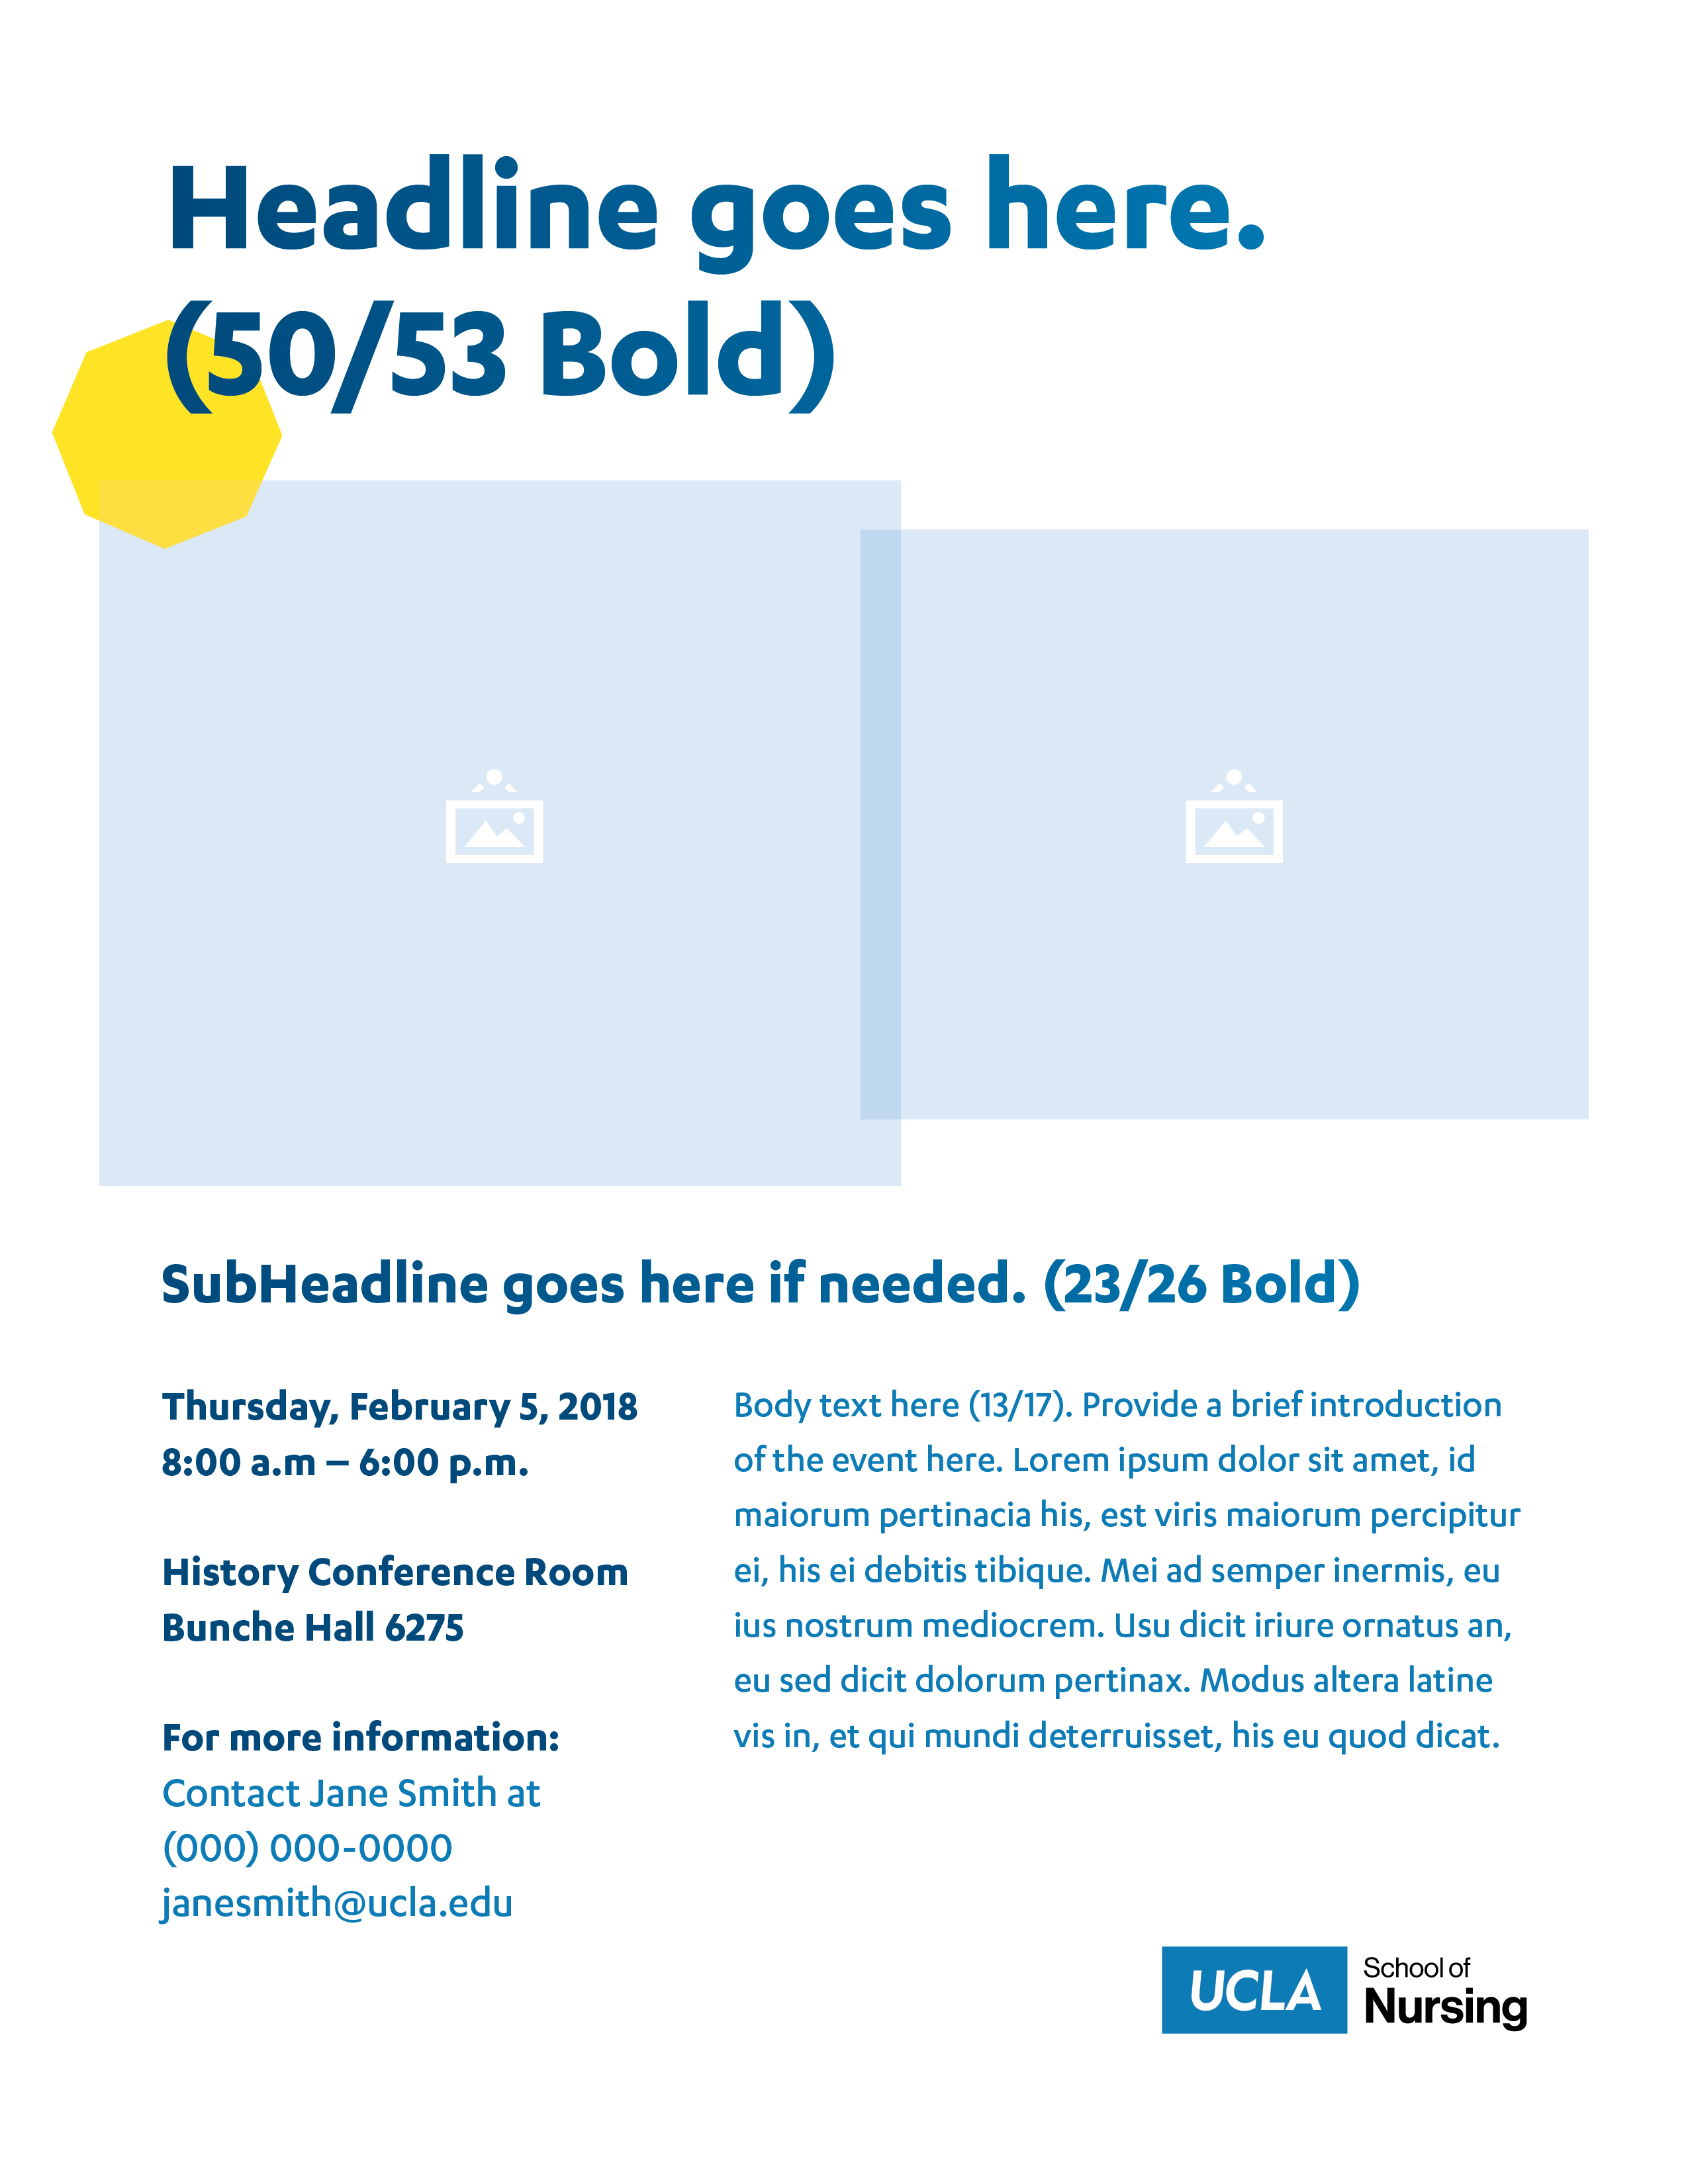 Headline goes here.
(50/53 Bold)
SubHeadline goes here if needed. (23/26 Bold)
Thursday, February 5, 2018
8:00 a.m – 6:00 p.m.
History Conference Room
Bunche Hall 6275
For more information:
Contact Jane Smith at
(000) 000-0000
janesmith@ucla.edu
Body text here (13/17). Provide a brief introduction
of the event here. Lorem ipsum dolor sit amet, id
maiorum pertinacia his, est viris maiorum percipitur
ei, his ei debitis tibique. Mei ad semper inermis, eu
ius nostrum mediocrem. Usu dicit iriure ornatus an,
eu sed dicit dolorum pertinax. Modus altera latine
vis in, et qui mundi deterruisset, his eu quod dicat.
UCLA
School of
Nursing